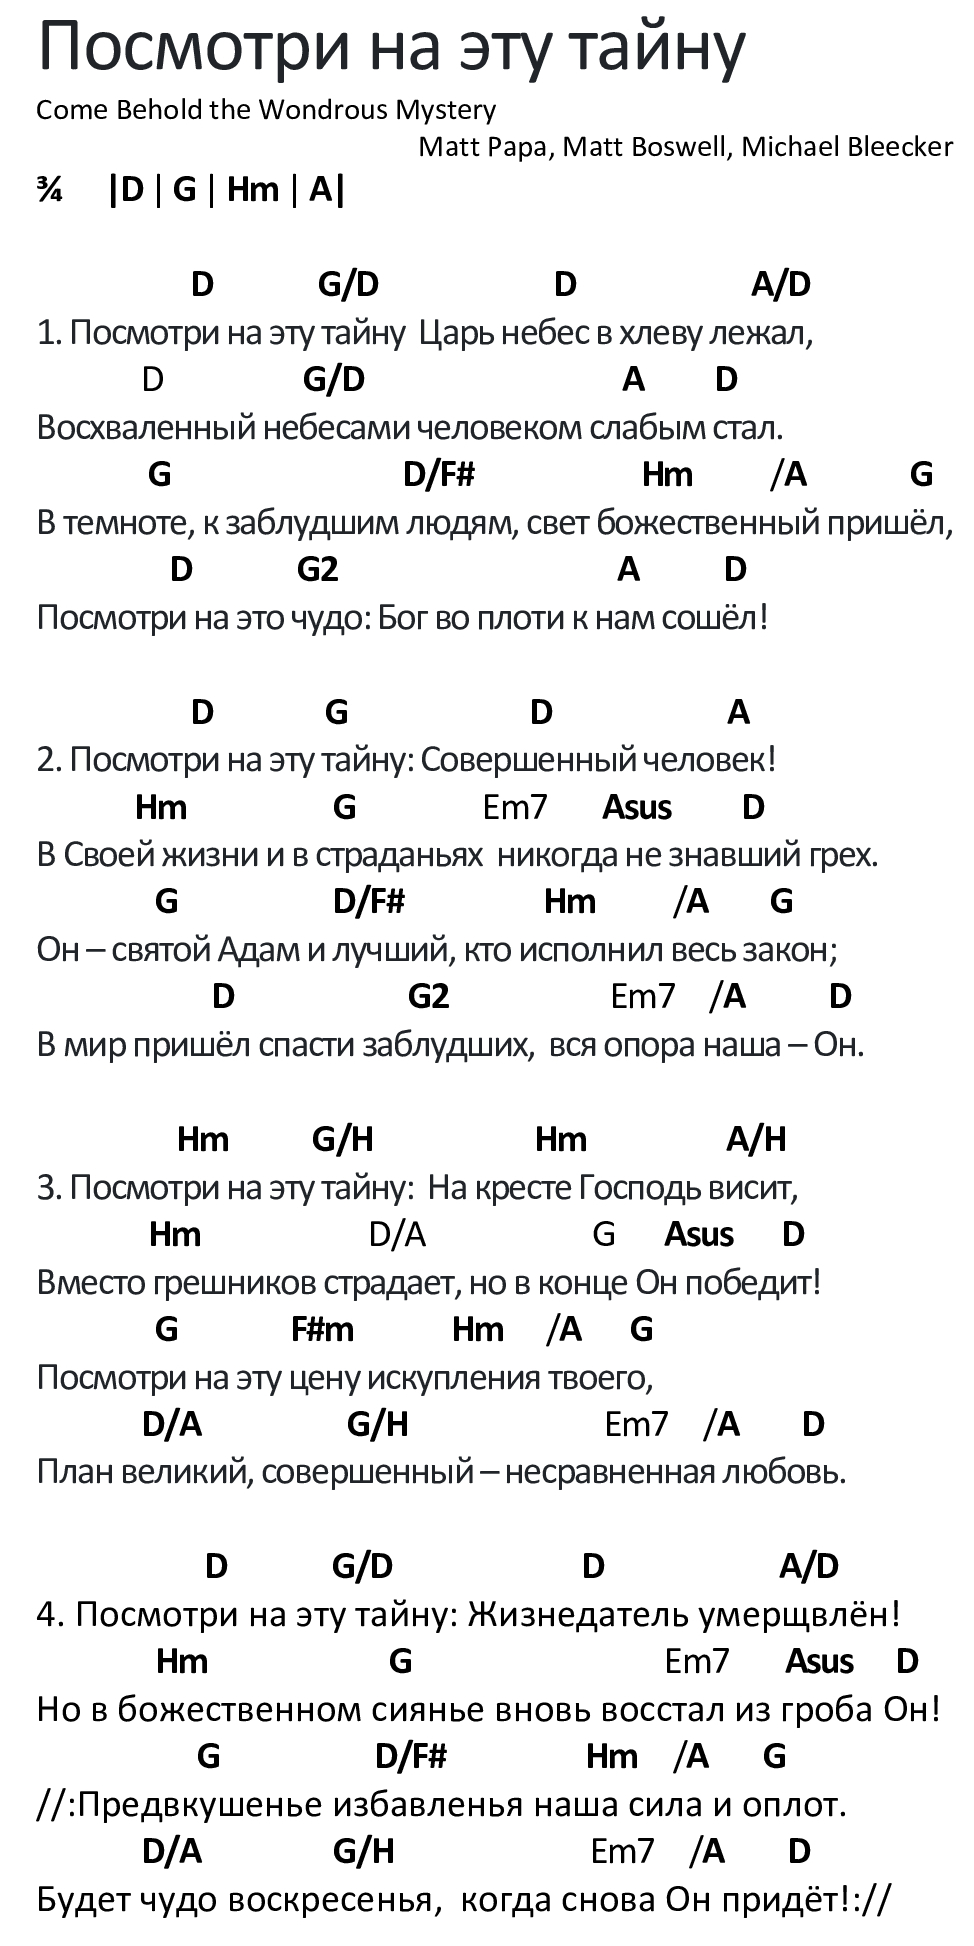 Посмотри на эту тайну
Come Behold the Wondrous Mystery
Matt Papa, Matt Boswell, Michael Bleecker
¾ |D | G | Hm | A|
D G/D D A/D
1. Посмотри на эту тайну Царь небес в хлеву лежал,
D G/D A D
Восхваленный небесами человеком слабым стал.
G D/F# Hm /A G
В темноте, к заблудшим людям, свет божественный пришёл,
D G2 A D
Посмотри на это чудо: Бог во плоти к нам сошёл!
D G D A
2. Посмотри на эту тайну: Совершенный человек!
Hm G Em7 Asus D
В Своей жизни и в страданьях никогда не знавший грех.
G D/F# Hm /A G
Он – святой Адам и лучший, кто исполнил весь закон;
D G2 Em7 /A D
В мир пришёл спасти заблудших, вся опора наша – Он.
Hm G/H Hm A/H
3. Посмотри на эту тайну: На кресте Господь висит,
Hm D/A G Asus D
Вместо грешников страдает, но в конце Он победит!
G F#m Hm /A G
Посмотри на эту цену искупления твоего,
D/A G/H Em7 /A D
План великий, совершенный – несравненная любовь.
D G/D D A/D
4. Посмотри на эту тайну: Жизнедатель умерщвлён!
Hm G Em7 Asus D
Но в божественном сиянье вновь восстал из гроба Он!
G D/F# Hm /A G
//:Предвкушенье избавленья наша сила и оплот.
D/A G/H Em7 /A D
Будет чудо воскресенья, когда снова Он придёт!://